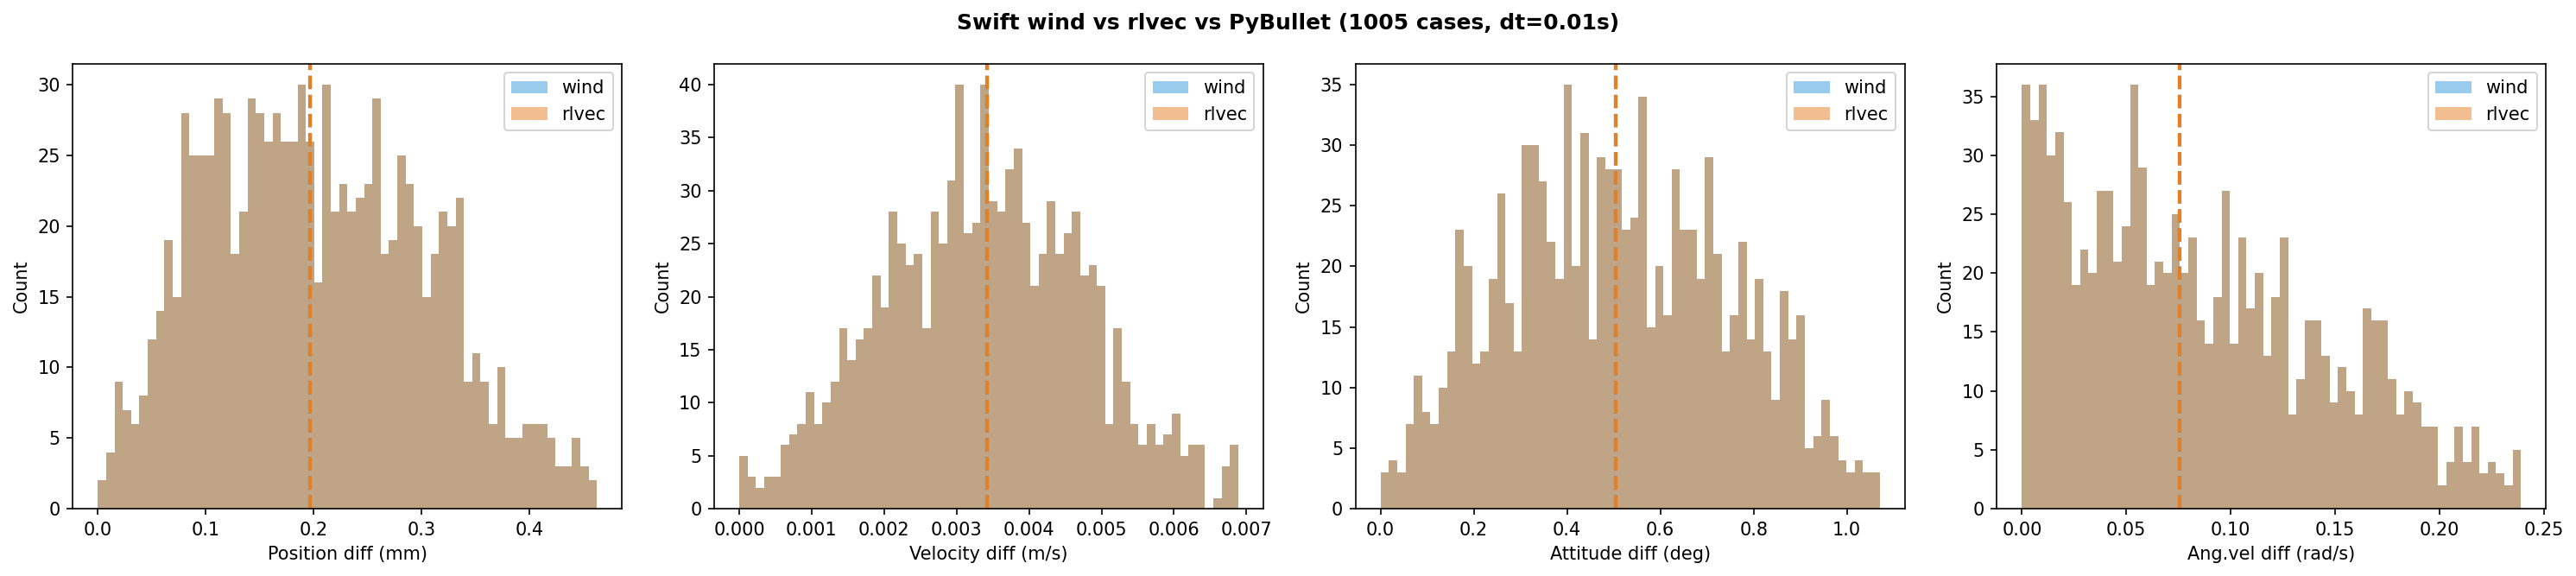 Swift wind vs rlvec vs PyBullet (1005 cases, dt=0.01s)
Count
30
25
20
15
10
5
0
0.0 0.1 0.2 0.3 0.4
Position diff (mm)
wind
rlvec
Count
40
35
30
25
20
15
10
5
0
0.000 0.001 0.002 0.003 0.004 0.005 0.006 0.007
Velocity diff (m/s)
wind
rlvec
Count
35
30
25
20
15
10
5
0
0.0 0.2 0.4 0.6 0.8 1.0
Attitude diff (deg)
wind
rlvec
Count
35
30
25
20
15
10
5
0
0.00 0.05 0.10 0.15 0.20 0.25
Ang.vel diff (rad/s)
wind
rlvec